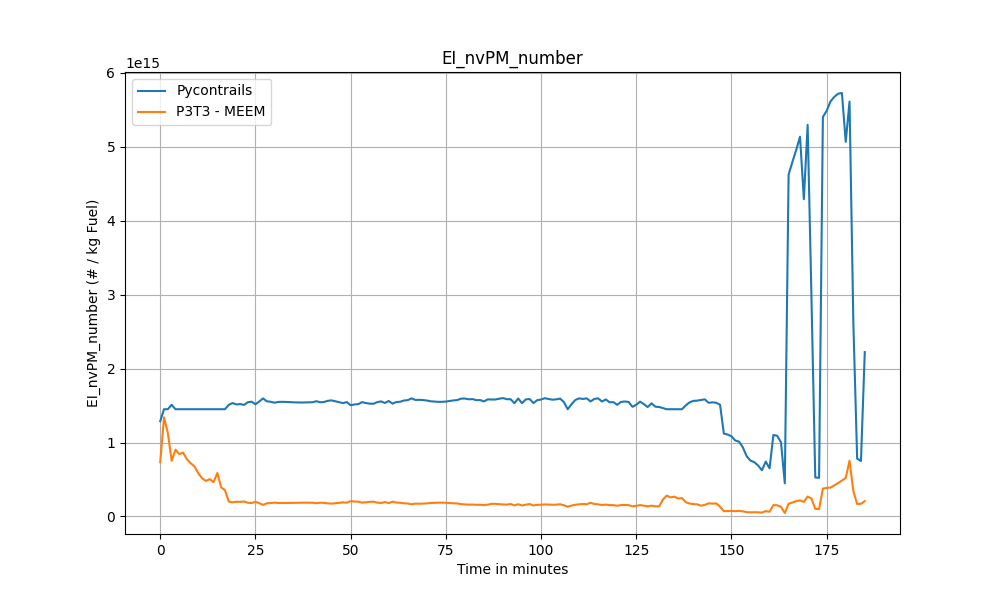 EI_nvPM_number
1e15
Pycontrails
P3T3 - MEEM
6
5
4
3
2
1
0
EI_nvPM_number (# / kg Fuel)
0 25 50 75 100 125 150 175
Time in minutes